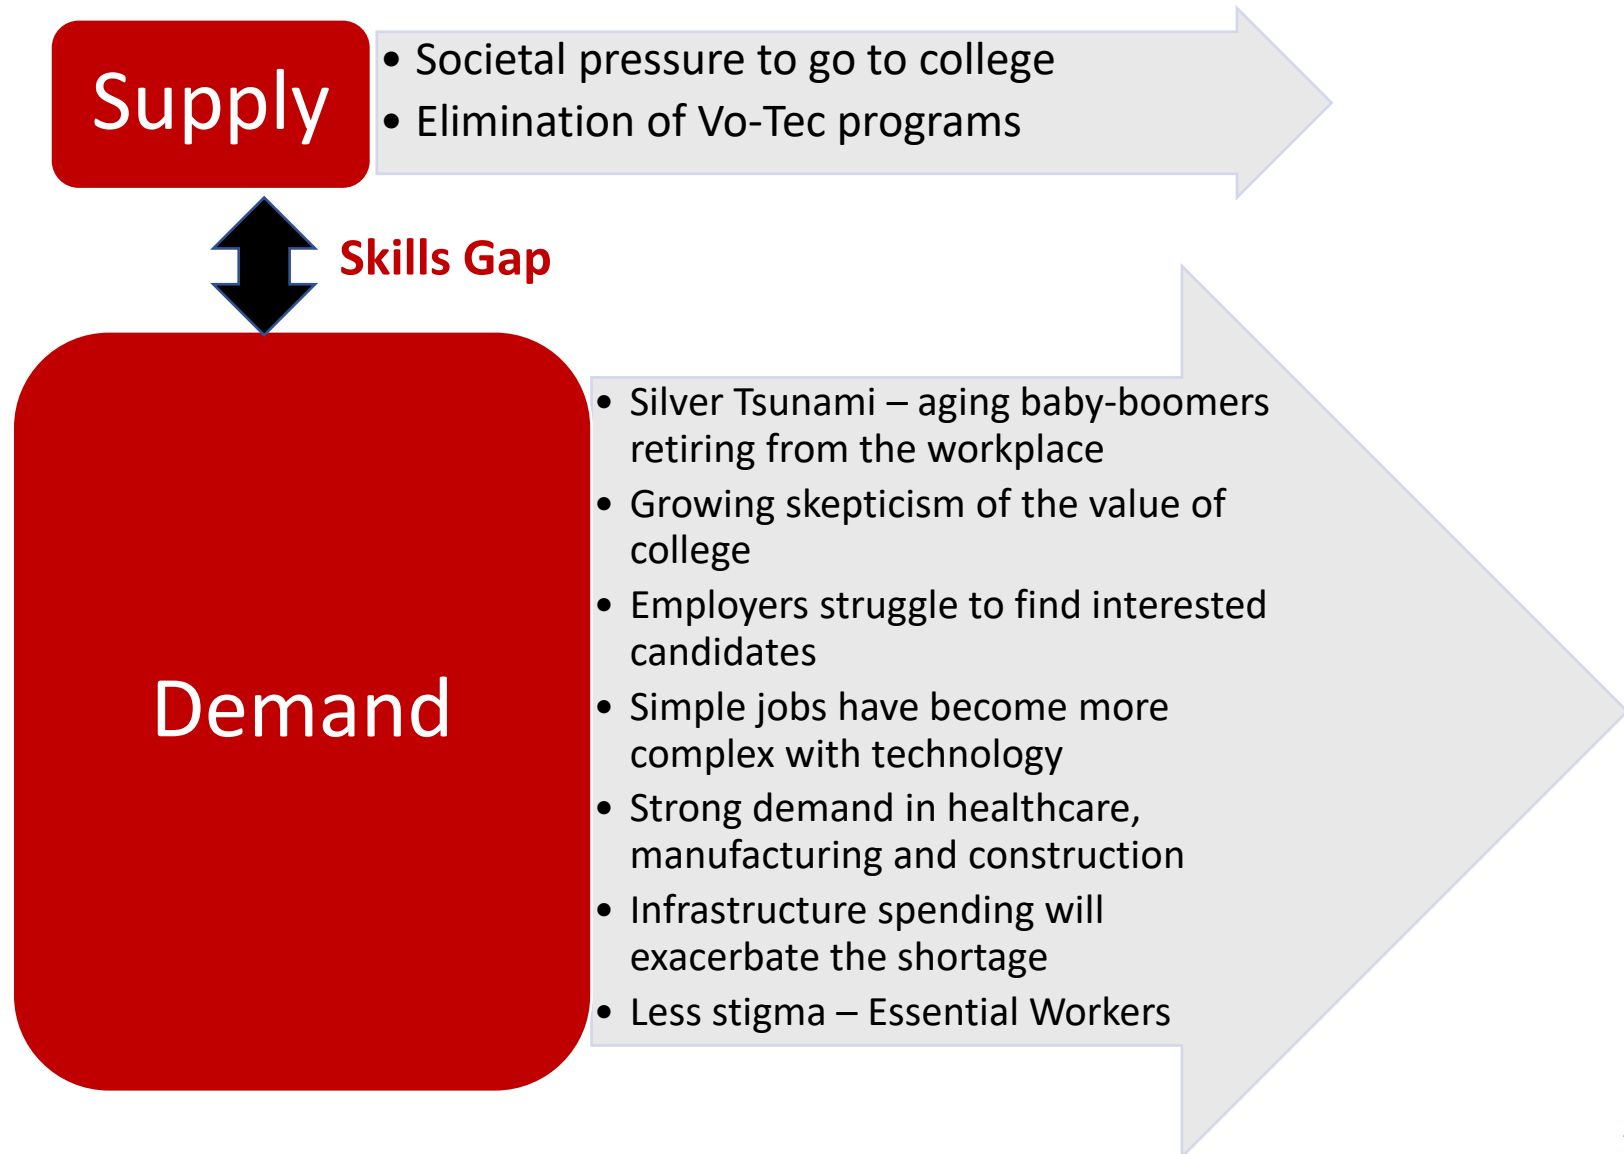 Supply
• Societal pressure to go to college
• Elimination of Vo-Tec programs
Skills Gap
Demand
• Silver Tsunami – aging baby-boomers
retiring from the workplace
• Growing skepticism of the value of
college
• Employers struggle to find interested
candidates
• Simple jobs have become more
complex with technology
• Strong demand in healthcare,
manufacturing and construction
• Infrastructure spending will
exacerbate the shortage
• Less stigma – Essential Workers